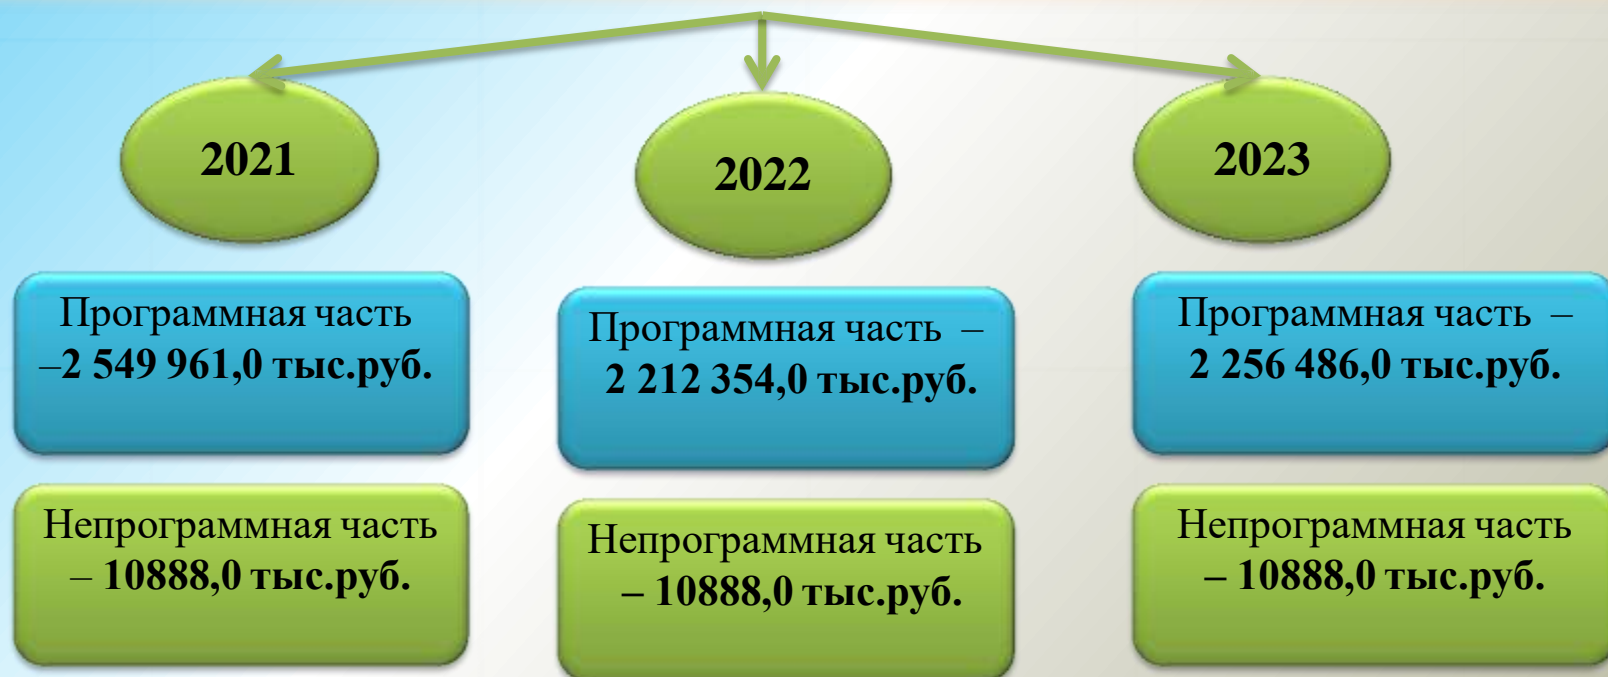 2021
2022
2023
Программная часть
–2 549 961,0 тыс.руб.
Программная часть –
2 212 354,0 тыс.руб.
Программная часть –
2 256 486,0 тыс.руб.
Непрограммная часть
– 10888,0 тыс.руб.
Непрограммная часть
– 10888,0 тыс.руб.
Непрограммная часть
– 10888,0 тыс.руб.